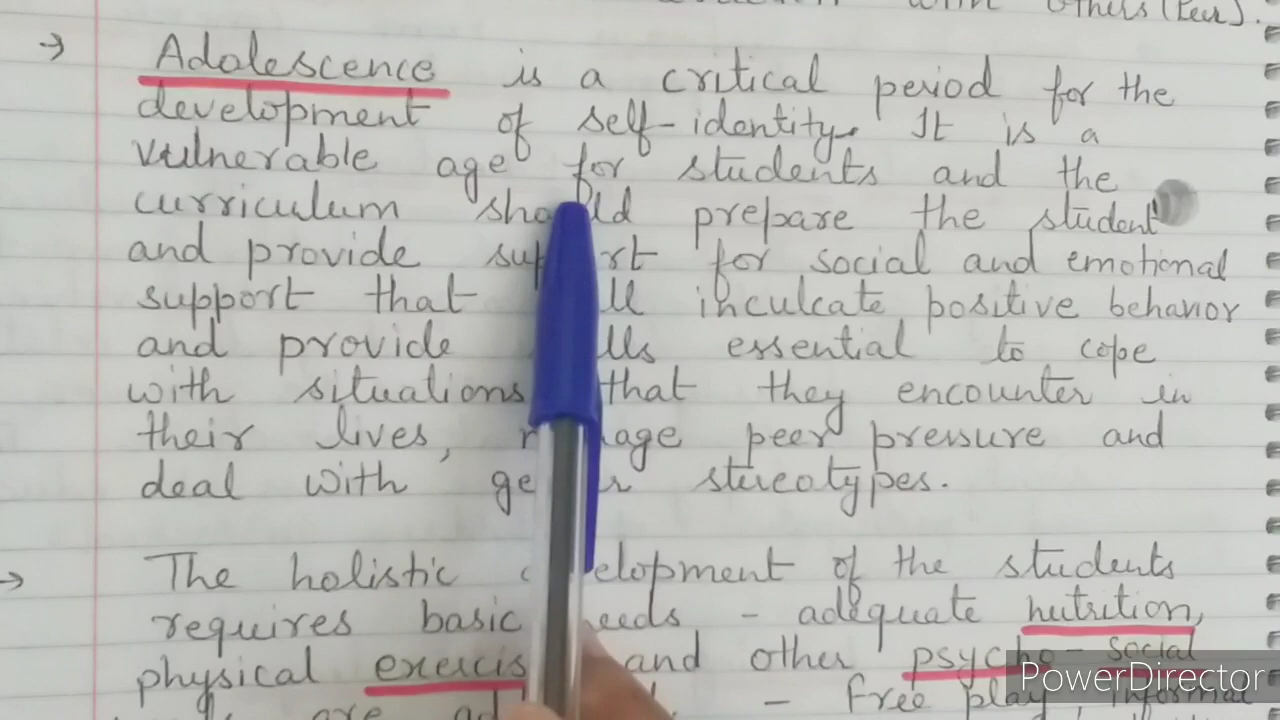 with others (Peer).
→ Adolescence is a critical period for the
development of self-identity. It is a
vulnerable age for students and the
curriculum should prepare the student
and provide support for social and emotional
support that inculcate positive behavior
and provide essential to cope
with situations that they encounter in
their lives, peer pressure and
deal with stereotypes.
→ The holistic development of the students
requires basic needs - adequate nutrition,
physical and other psycho-social
are - free play, informal
PowerDirector